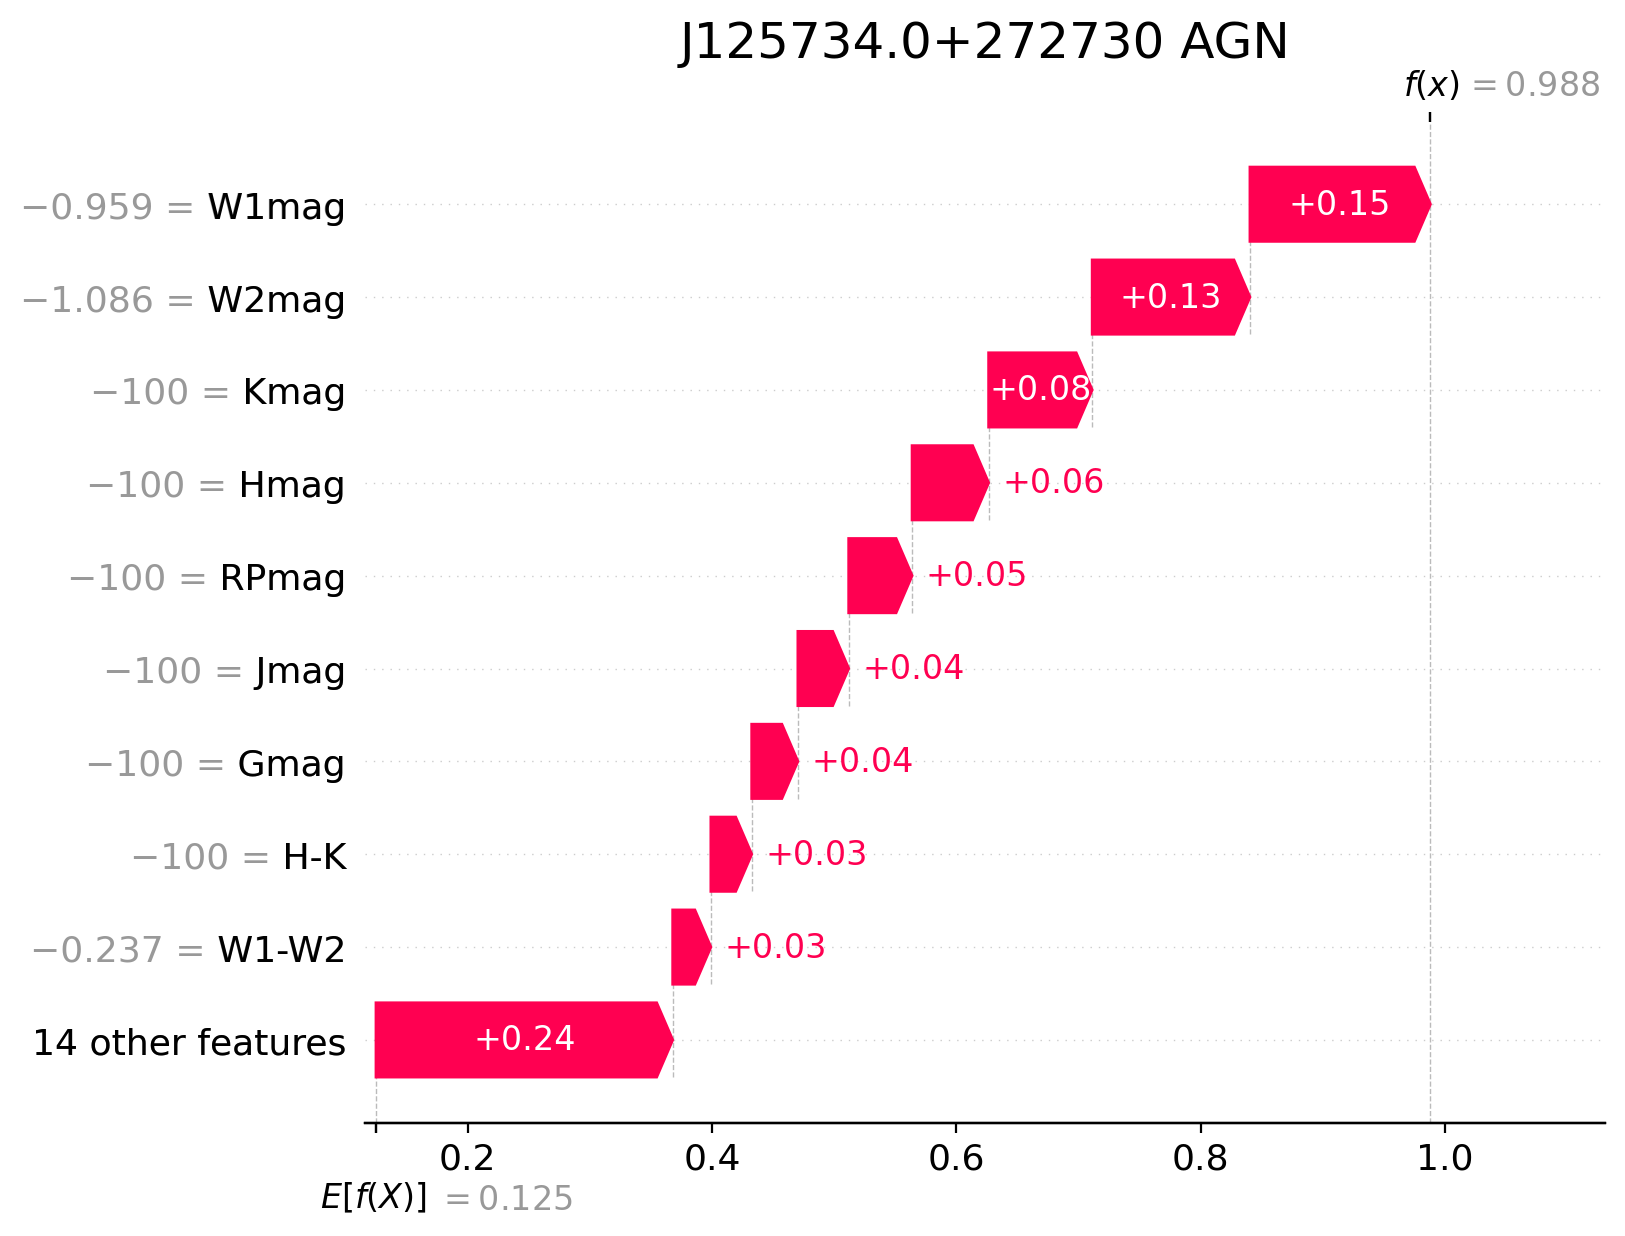 J125734.0+272730 AGN
f(x) = 0.988
−0.959 = W1mag +0.15
−1.086 = W2mag +0.13
−100 = Kmag +0.08
−100 = Hmag +0.06
−100 = RPmag +0.05
−100 = Jmag +0.04
−100 = Gmag +0.04
−100 = H-K +0.03
−0.237 = W1-W2 +0.03
14 other features +0.24
0.2 0.4 0.6 0.8 1.0
E[f(X)] = 0.125